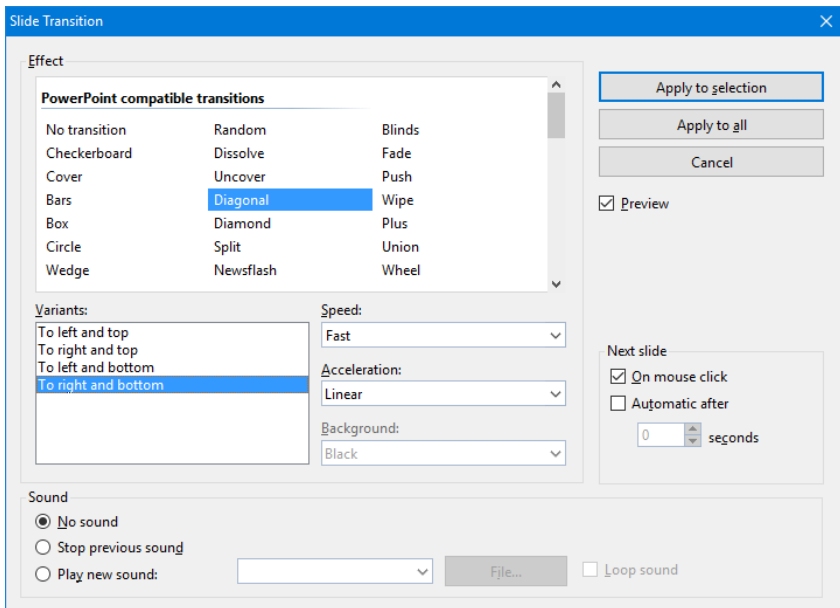 Slide Transition
Effect
PowerPoint compatible transitions
No transition Random Blinds
Checkerboard Dissolve Fade
Cover Uncover Push
Bars Diagonal Wipe
Box Diamond Plus
Circle Split Union
Wedge Newsflash Wheel
Variants:
To left and top
To right and top
To left and bottom
To right and bottom
Speed:
Fast
Acceleration:
Linear
Background:
Black
Apply to selection
Apply to all
Cancel
Preview
Next slide
On mouse click
Automatic after
0 seconds
Sound
No sound
Stop previous sound
Play new sound:
File...
Loop sound